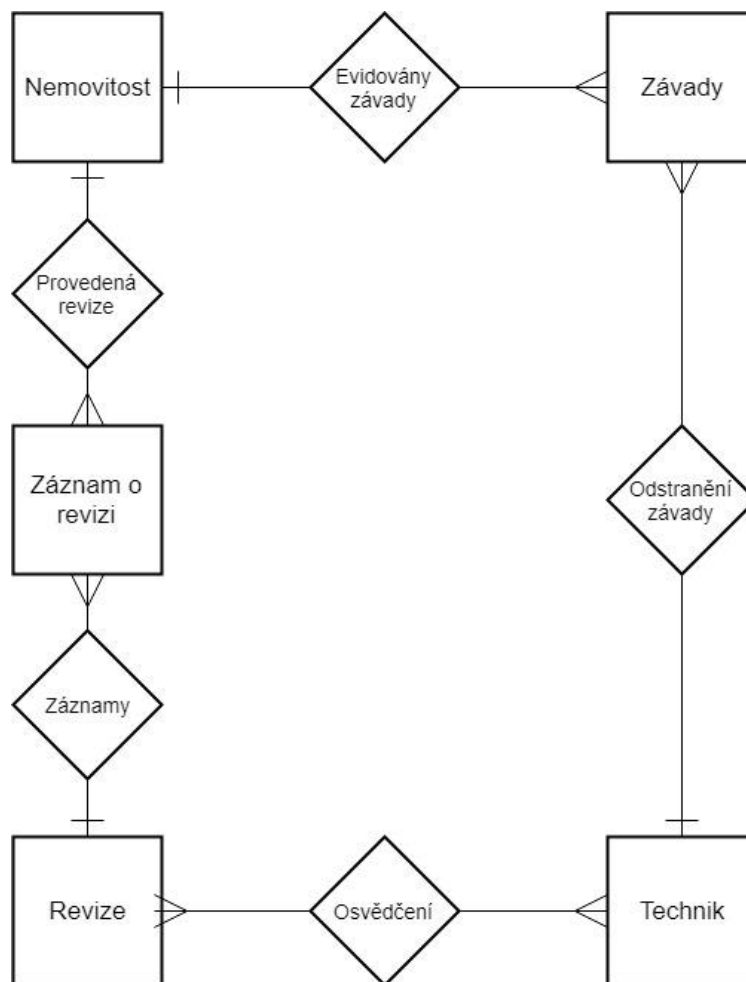 Nemovitost
Evidovány
závady
Závady
Provedená
revize
Záznam o
revizi
Odstranění
závady
Záznamy
Revize
Osvědčení
Technik